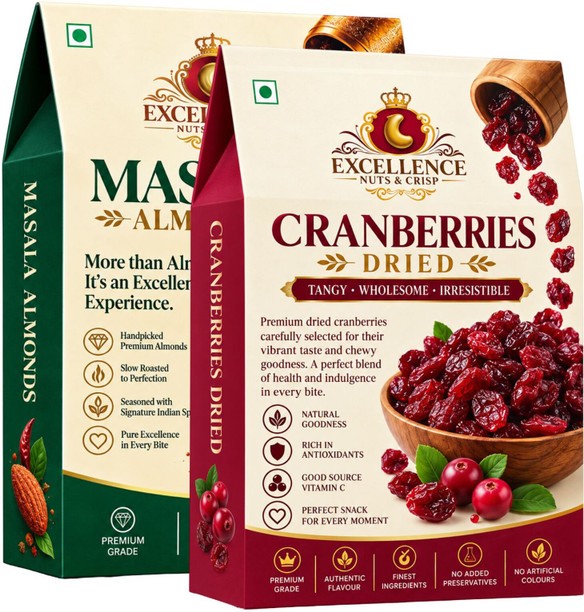 EXCELLENCE
NUTS & CRISP
CRANBERRIES
DRIED
TANGY • WHOLESOME • IRRESISTIBLE
Premium dried cranberries
carefully selected for their
vibrant taste and chewy
goodness. A perfect blend
of health and indulgence
in every bite.
NATURAL
GOODNESS
RICH IN
ANTIOXIDANTS
GOOD SOURCE
VITAMIN C
PERFECT SNACK
FOR EVERY MOMENT
PREMIUM
GRADE
AUTHENTIC
FLAVOUR
FINEST
INGREDIENTS
NO ADDED
PRESERVATIVES
NO ARTIFICIAL
COLOURS
CRANBERRIES DRIED
MASALA ALMONDS
NUTS
MAS
ALM
More than Alm
It's an Excellen
Experience.
Handpicked
Premium Almonds
Slow Roasted
to Perfection
Seasoned with
Signature Indian Sp
Pure Excellence
in Every Bite
PREMIUM
GRADE